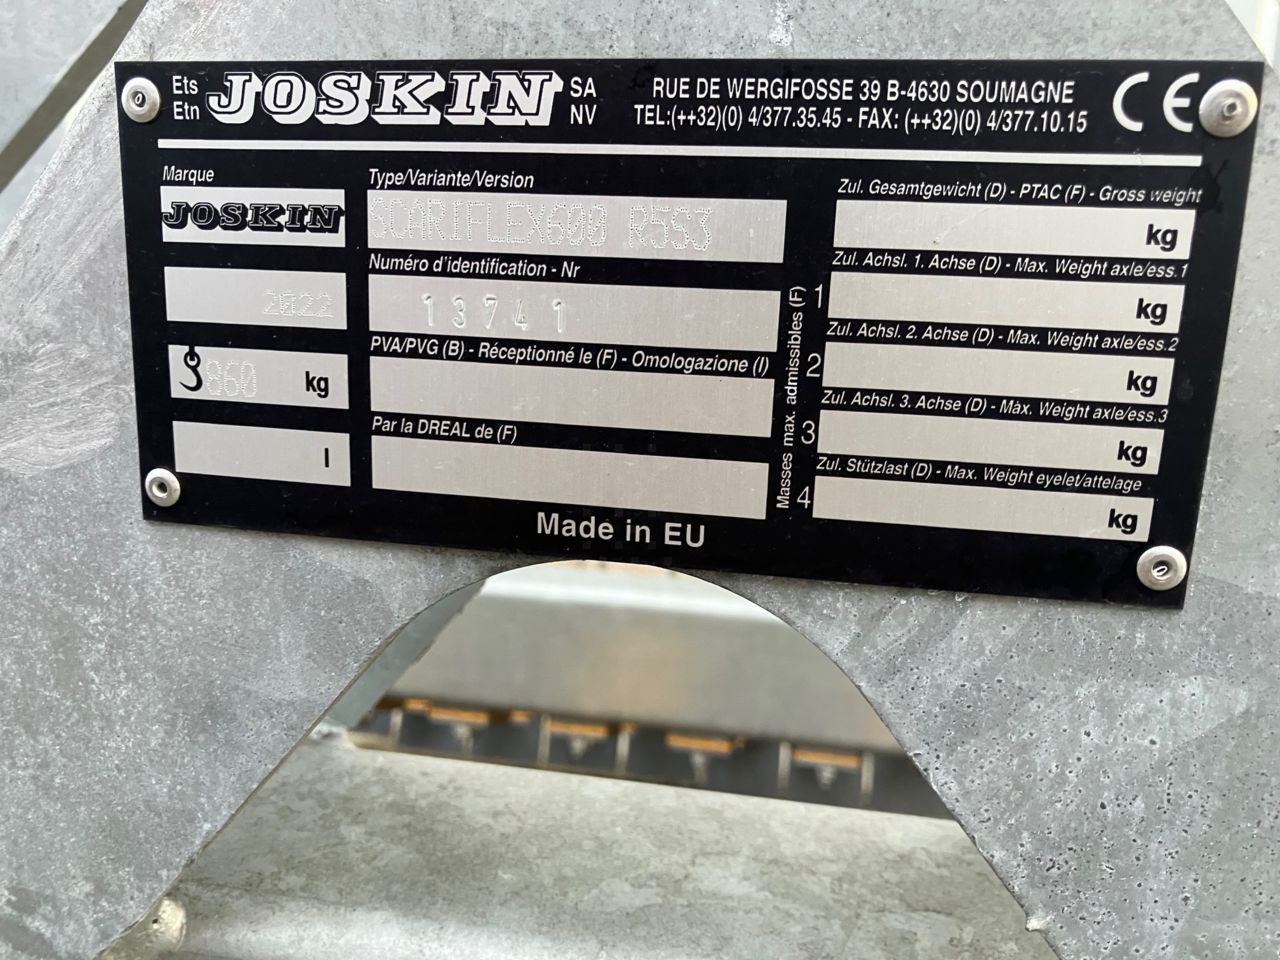 Ets JOSKIN SA
Etn NV
RUE DE WERGIFOSSE 39 B-4630 SOUMAGNE
TEL:(++32)(0) 4/377.35.45 - FAX: (++32)(0) 4/377.10.15
CE
Marque
JOSKIN
2022
860 kg
l
Type/Variante/Version
SCARIFLEX600 R5S3
Numéro d'identification - Nr
13741
PVA/PVG (B) - Réceptionné le (F) - Omologazione (I)
Par la DREAL de (F)
Masses max. admissibles (F)
Zul. Gesamtgewicht (D) - PTAC (F) - Gross weight
kg
Zul. Achsl. 1. Achse (D) - Max. Weight axle/ess.1
1 kg
Zul. Achsl. 2. Achse (D) - Max. Weight axle/ess.2
2 kg
Zul. Achsl. 3. Achse (D) - Max. Weight axle/ess.3
3 kg
Zul. Stützlast (D) - Max. Weight eyelet/attelage
4 kg
Made in EU